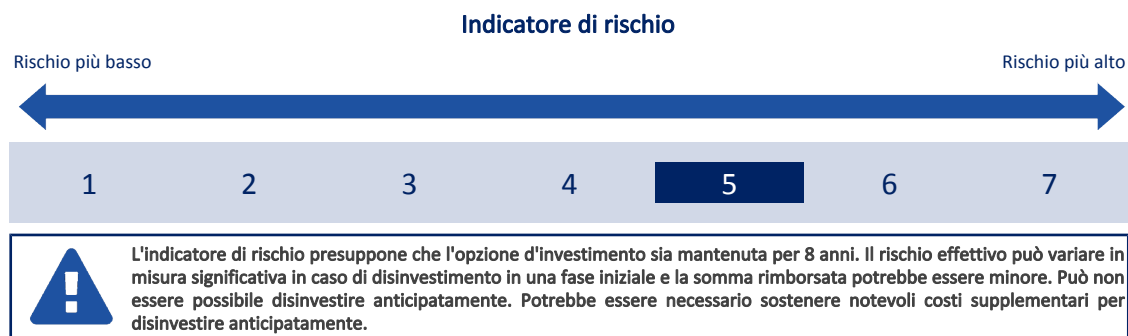 Indicatore di rischio
Rischio più basso
Rischio più alto
1 2 3 4 5 6 7
L'indicatore di rischio presuppone che l'opzione d'investimento sia mantenuta per 8 anni. Il rischio effettivo può variare in
misura significativa in caso di disinvestimento in una fase iniziale e la somma rimborsata potrebbe essere minore. Può non
essere possibile disinvestire anticipatamente. Potrebbe essere necessario sostenere notevoli costi supplementari per
disinvestire anticipatamente.